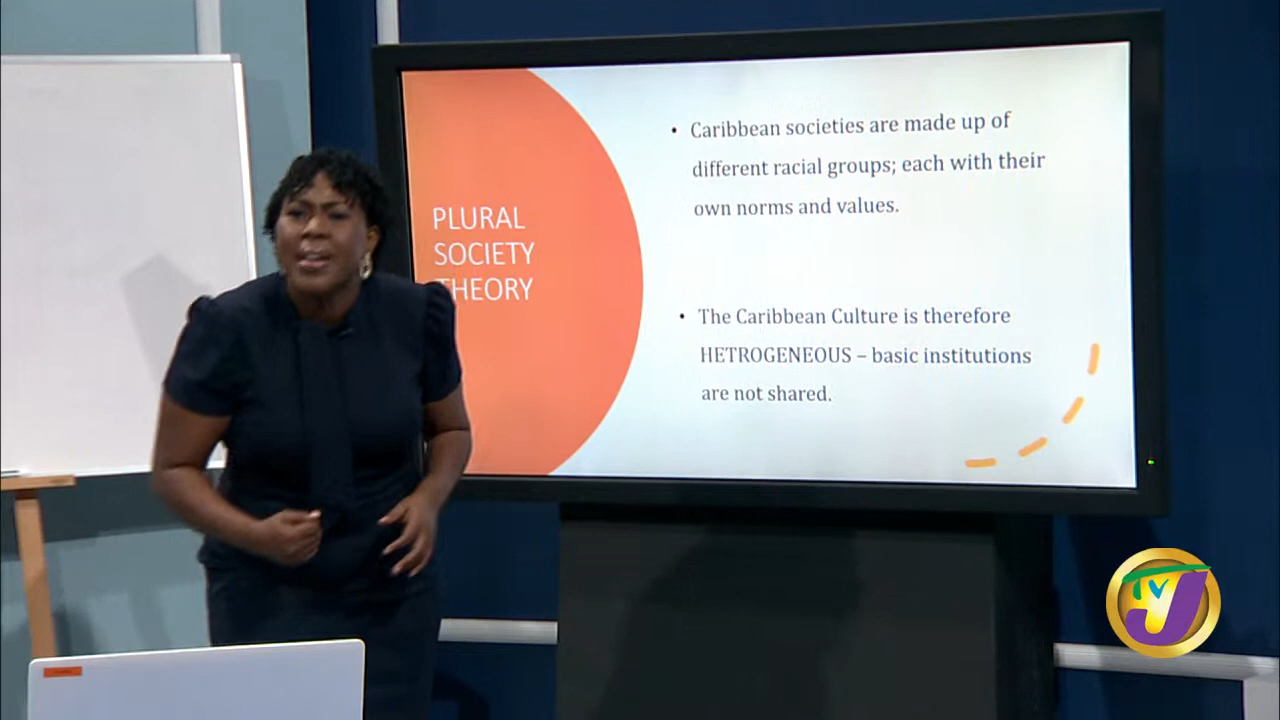 PLURAL
SOCIETY
THEORY
• Caribbean societies are made up of
different racial groups; each with their
own norms and values.
• The Caribbean Culture is therefore
HETROGENEOUS – basic institutions
are not shared.
TVJ